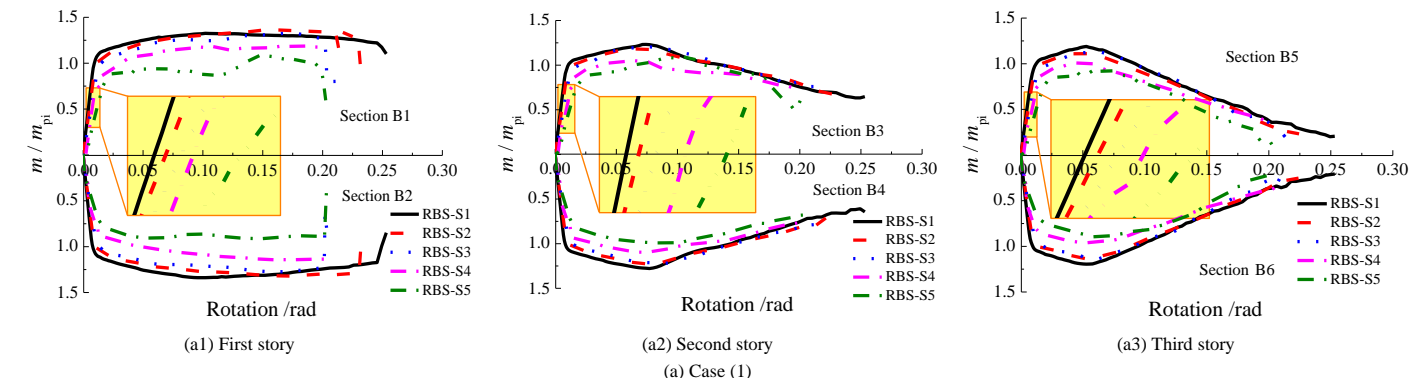 1.5
1.0
0.5
0.5
1.0
1.5
m / m_pi
0.00 0.05 0.10 0.15 0.20 0.25 0.30
Section B1
Section B2
RBS-S1
RBS-S2
RBS-S3
RBS-S4
RBS-S5
Rotation /rad
(a1) First story
1.5
1.0
0.5
0.5
1.0
1.5
m / m_pi
0.00 0.05 0.10 0.15 0.20 0.25 0.30
Section B3
Section B4
RBS-S1
RBS-S2
RBS-S3
RBS-S4
RBS-S5
Rotation /rad
(a2) Second story
1.5
1.0
0.5
0.5
1.0
1.5
m / m_pi
0.00 0.05 0.10 0.15 0.20 0.25 0.30
Section B5
Section B6
RBS-S1
RBS-S2
RBS-S3
RBS-S4
RBS-S5
Rotation /rad
(a3) Third story
(a) Case (1)